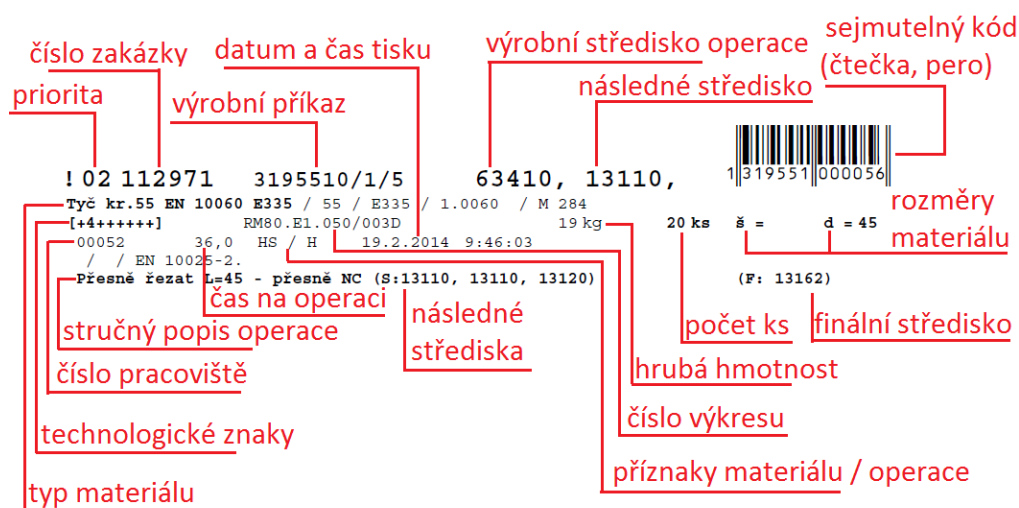 číslo zakázky
datum a čas tisku
výrobní středisko operace
sejmutelný kód
(čtečka, pero)
priorita
výrobní příkaz
následné středisko
! 02 112971 3195510/1/5 63410, 13110,
1 319551 000056
Tyč kr.55 EN 10060 E335 / 55 / E335 / 1.0060 / M 284
[+4++++++] RM80.E1.050/003D 19 kg 20 ks š = d = 45
rozměry
materiálu
00052 36,0 HS / H 19.2.2014 9:46:03
/ / EN 10025-2.
Přesně řezat L=45 - přesně NC (S:13110, 13110, 13120) (F: 13162)
čas na operaci
stručný popis operace
následné
střediska
počet ks
finální středisko
číslo pracoviště
hrubá hmotnost
číslo výkresu
technologické znaky
příznaky materiálu / operace
typ materiálu